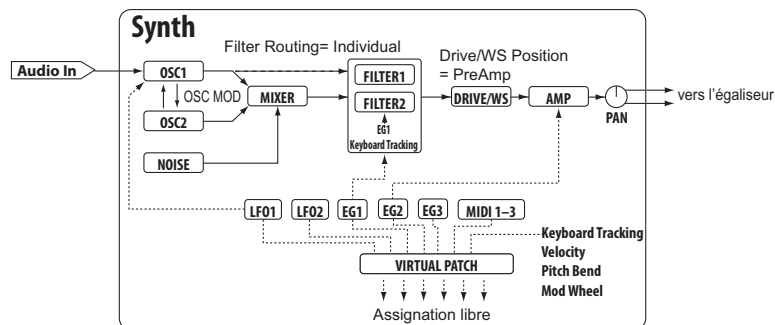 Synth
Filter Routing= Individual
Drive/WS Position
= PreAmp
Audio In
OSC1
OSC MOD
OSC2
NOISE
MIXER
FILTER1
FILTER2
EG1
Keyboard Tracking
DRIVE/WS
AMP
PAN
vers l'égaliseur
LFO1
LFO2
EG1
EG2
EG3
MIDI 1–3
Keyboard Tracking
Velocity
Pitch Bend
Mod Wheel
VIRTUAL PATCH
Assignation libre